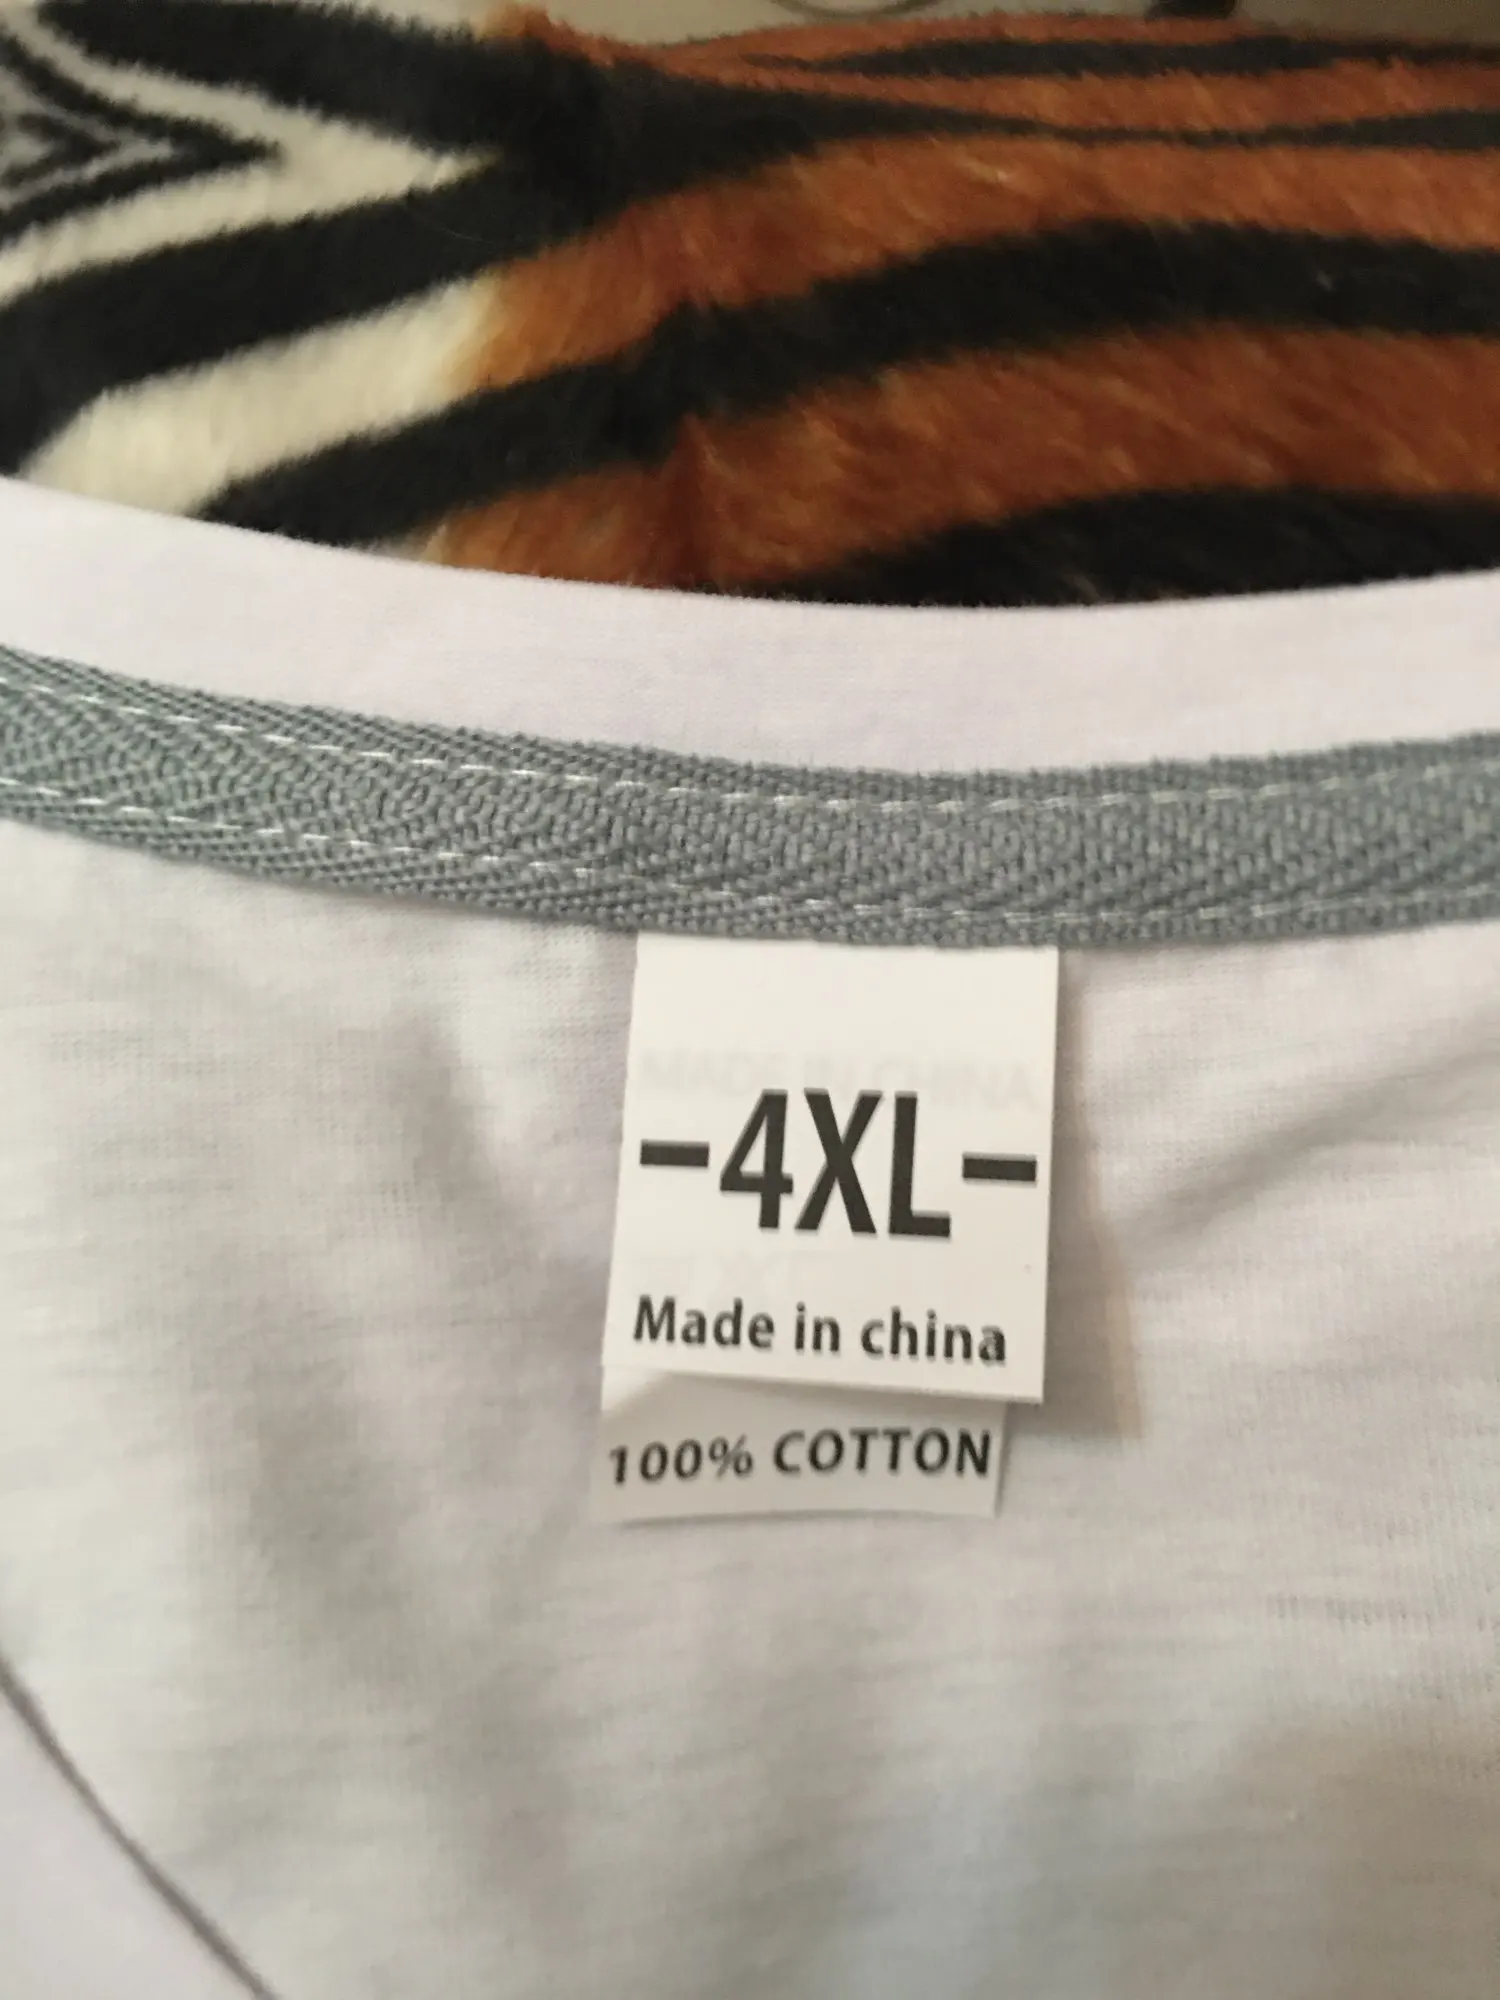 -4XL-
Made in china
100% COTTON